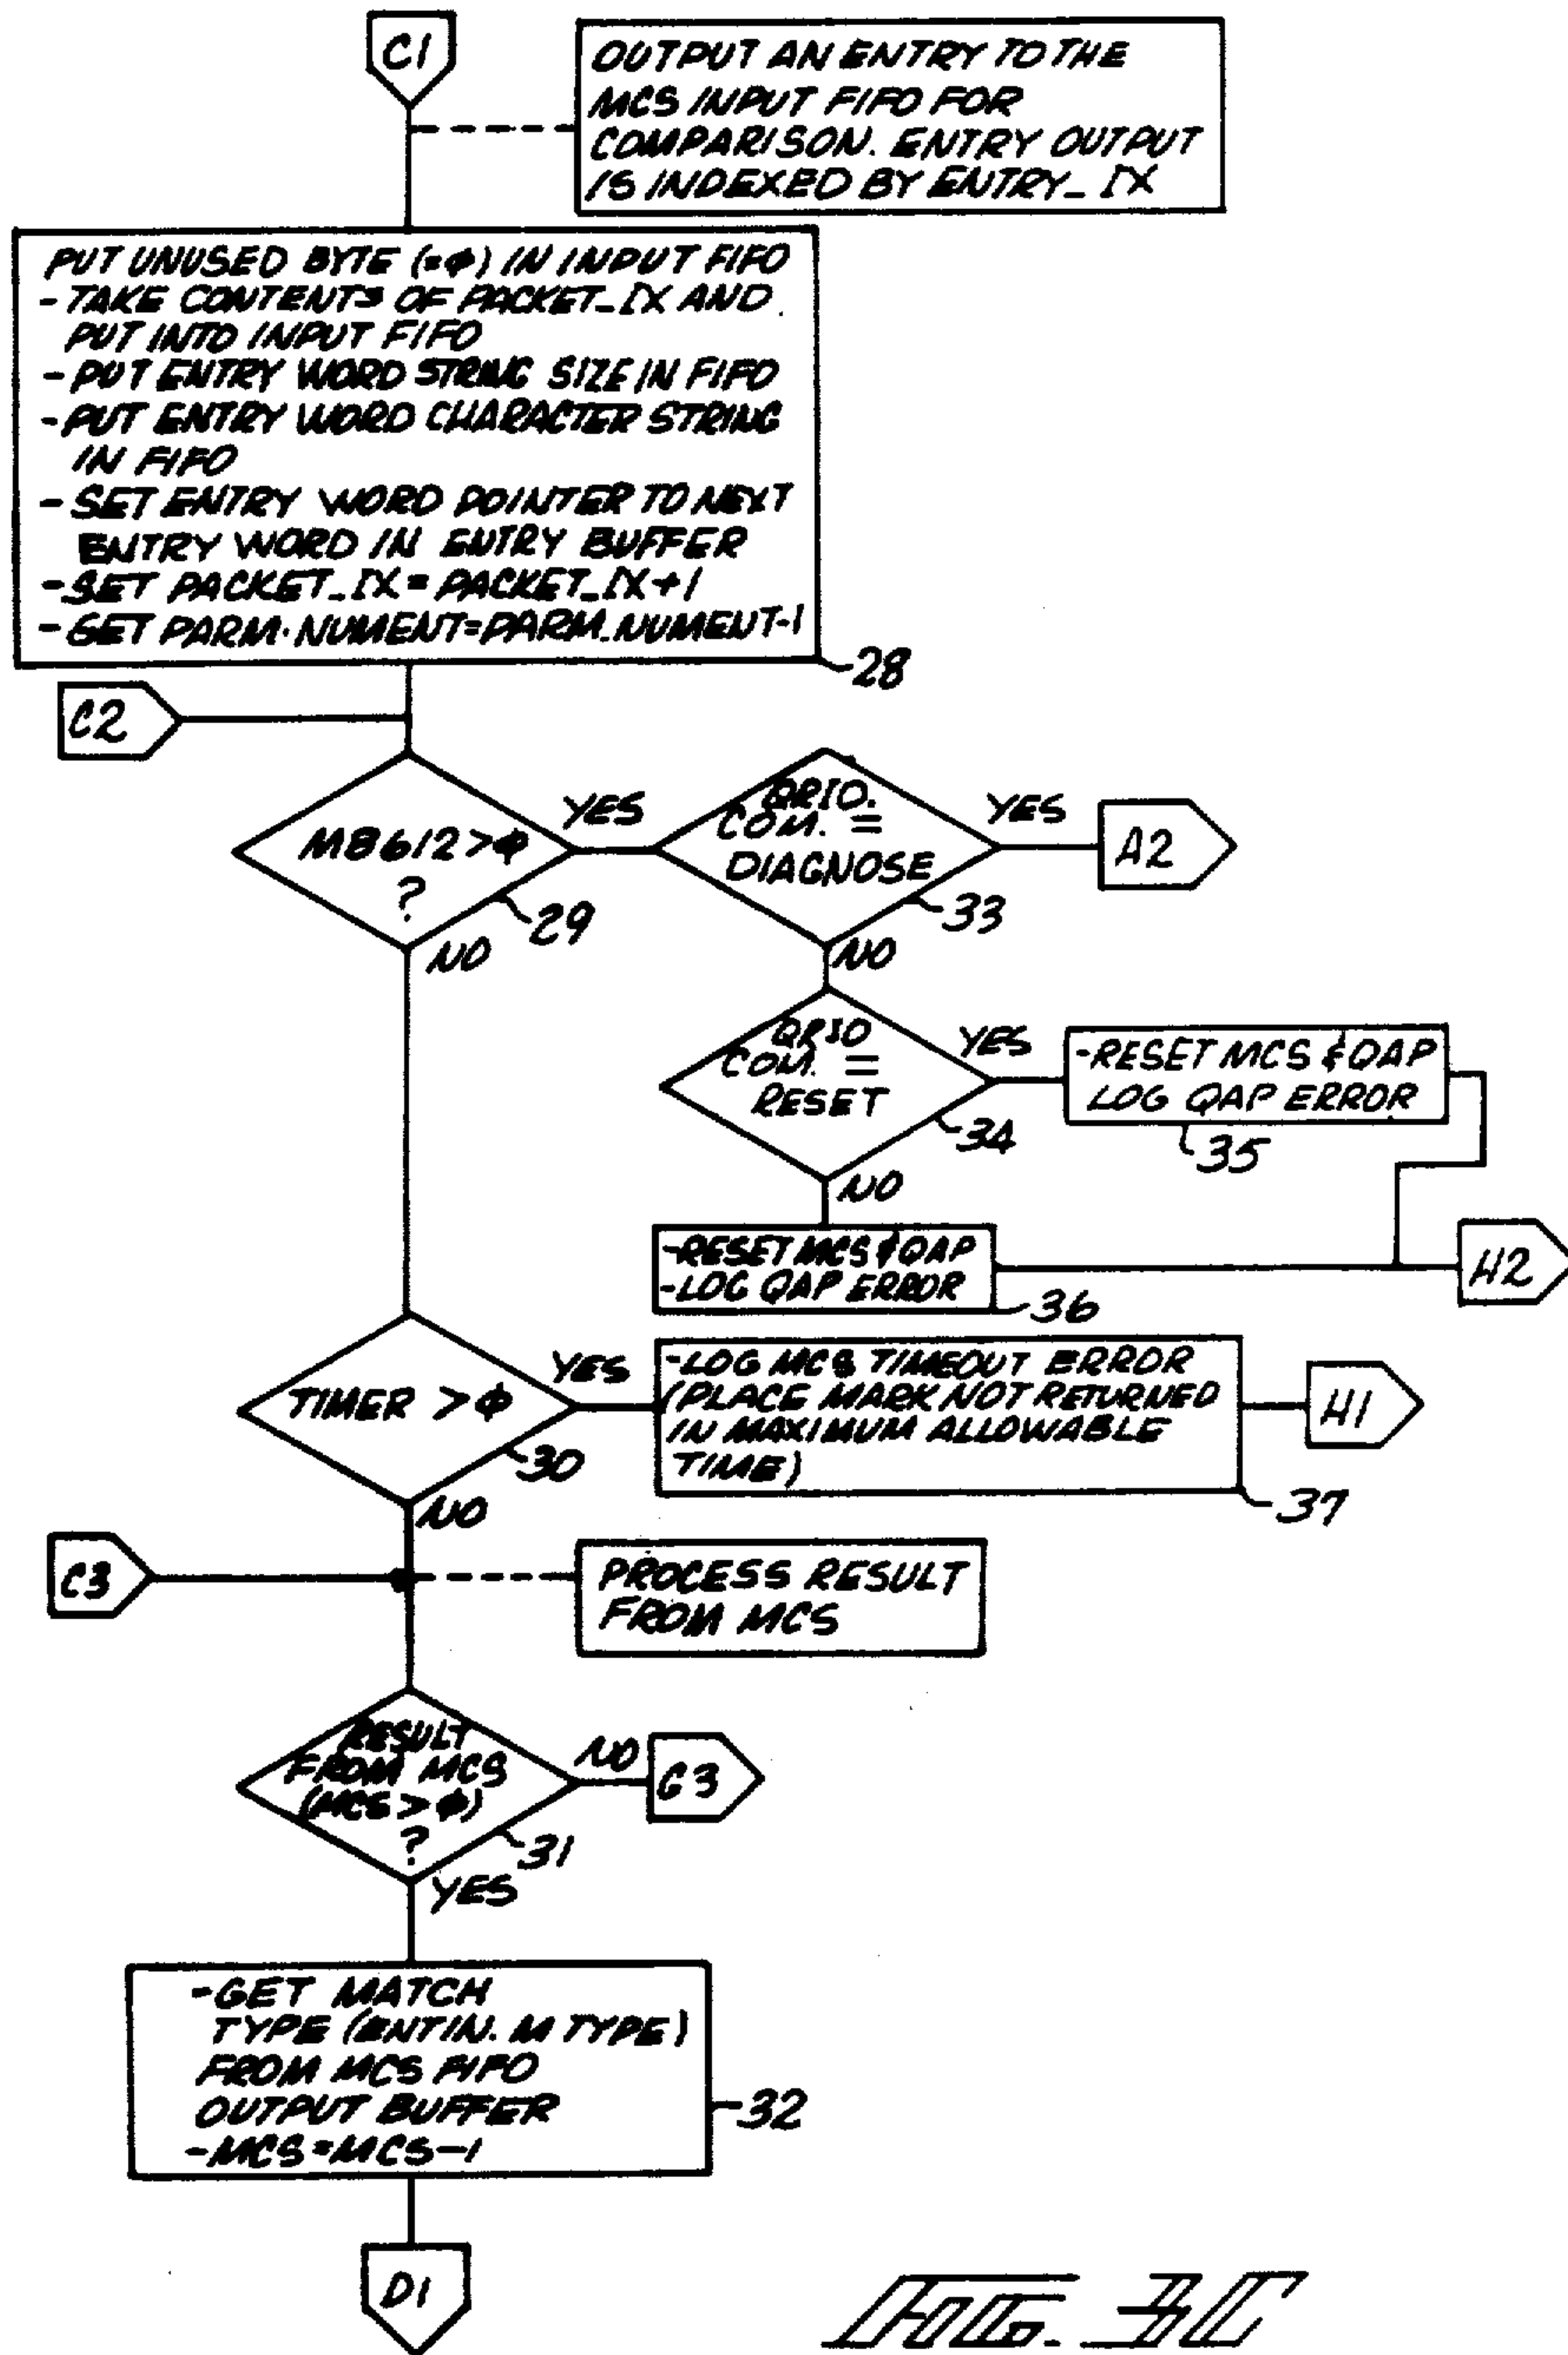 C1
OUTPUT AN ENTRY TO THE
MCS INPUT FIFO FOR
COMPARISON. ENTRY OUTPUT
IS INDEXED BY ENTRY_IX
PUT UNUSED BYTE (=ϕ) IN INPUT FIFO
- TAKE CONTENTS OF PACKET_IX AND
PUT INTO INPUT FIFO
- PUT ENTRY WORD STRING SIZE IN FIFO
- PUT ENTRY WORD CHARACTER STRING
IN FIFO
- SET ENTRY WORD POINTER TO NEXT
ENTRY WORD IN ENTRY BUFFER
- SET PACKET_IX = PACKET_IX+1
- GET PARM.NUMENT=PARM.NUMENT-1
28
C2
M8612>ϕ
?
29
YES
NO
QRIO.
COM. =
DIAGNOSE
33
YES
A2
NO
QRIO
COM. =
RESET
34
YES
-RESET MCS & QAP
LOG QAP ERROR
35
NO
-RESET MCS & QAP
-LOG QAP ERROR
36
H2
TIMER >ϕ
30
YES
-LOG MCS TIMEOUT ERROR
(PLACE MARK NOT RETURNED
IN MAXIMUM ALLOWABLE
TIME)
37
H1
NO
C3
PROCESS RESULT
FROM MCS
RESULT
FROM MCS
(MCS>ϕ)
?
31
NO
G3
YES
-GET MATCH
TYPE (ENTIN. M TYPE)
FROM MCS FIFO
OUTPUT BUFFER
-MCS=MCS-1
32
D1
FIG. 3C